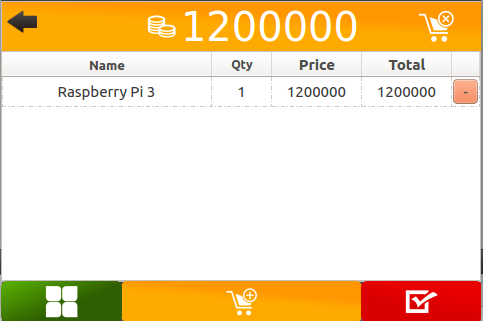 1200000
Name Qty Price Total
Raspberry Pi 3 1 1200000 1200000 -